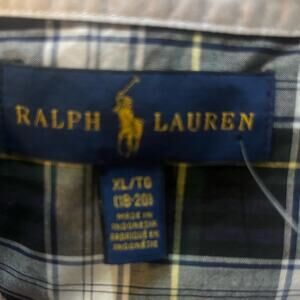 RALPH LAUREN
XL/TG
(18-20)
MADE IN
INDONESIA
FABRIQUÉ EN
INDONÉSIE